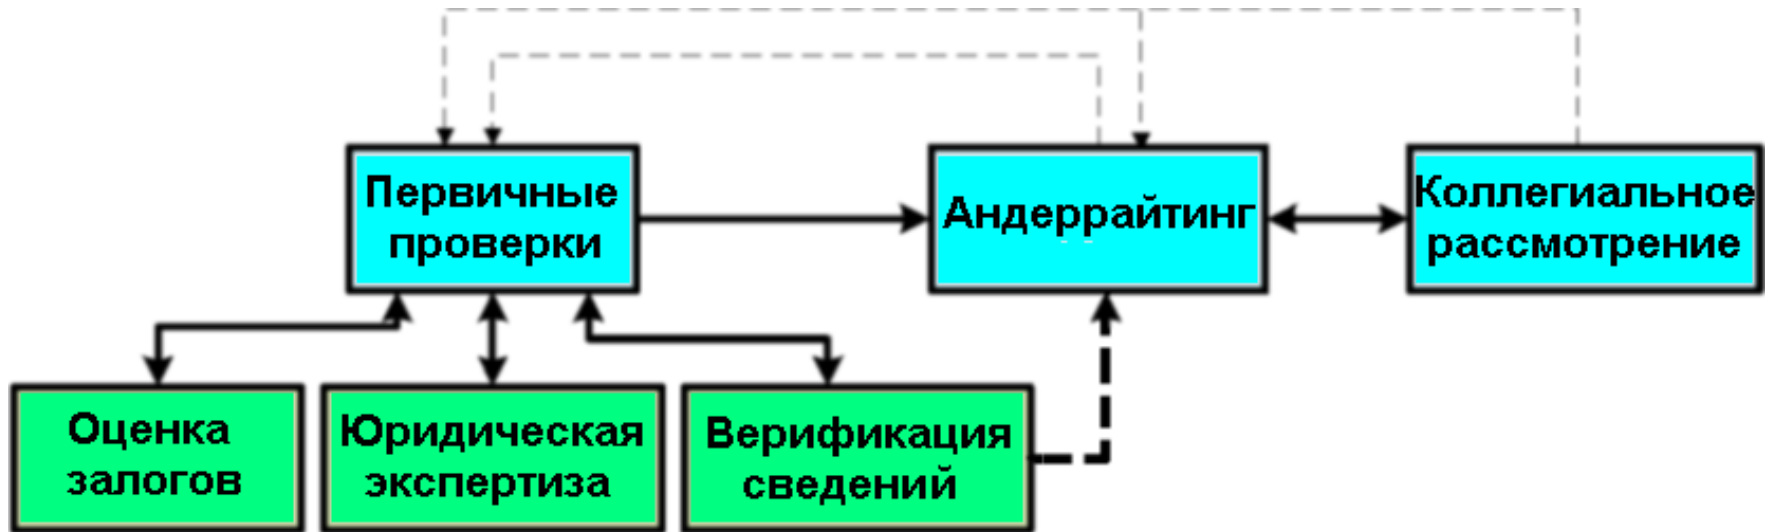 Первичные
проверки
Андеррайтинг
Коллегиальное
рассмотрение
Оценка
залогов
Юридическая
экспертиза
Верификация
сведений